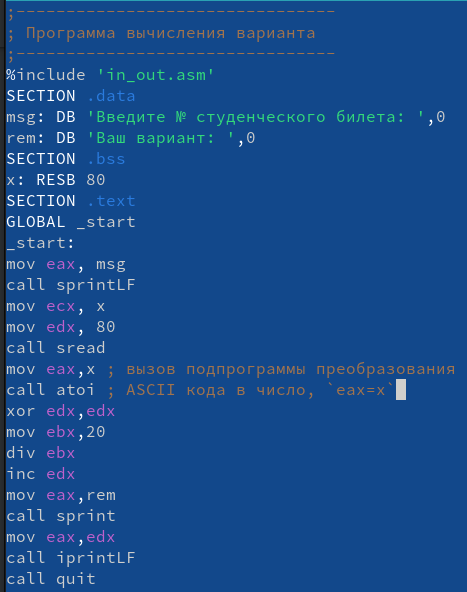 ;--------------------------------
; Программа вычисления варианта
;--------------------------------
%include 'in_out.asm'
SECTION .data
msg: DB 'Введите № студенческого билета: ',0
rem: DB 'Ваш вариант: ',0
SECTION .bss
x: RESB 80
SECTION .text
GLOBAL _start
_start:
mov eax, msg
call sprintLF
mov ecx, x
mov edx, 80
call sread
mov eax,x ; вызов подпрограммы преобразования
call atoi ; ASCII кода в число, `eax=x`
xor edx,edx
mov ebx,20
div ebx
inc edx
mov eax,rem
call sprint
mov eax,edx
call iprintLF
call quit